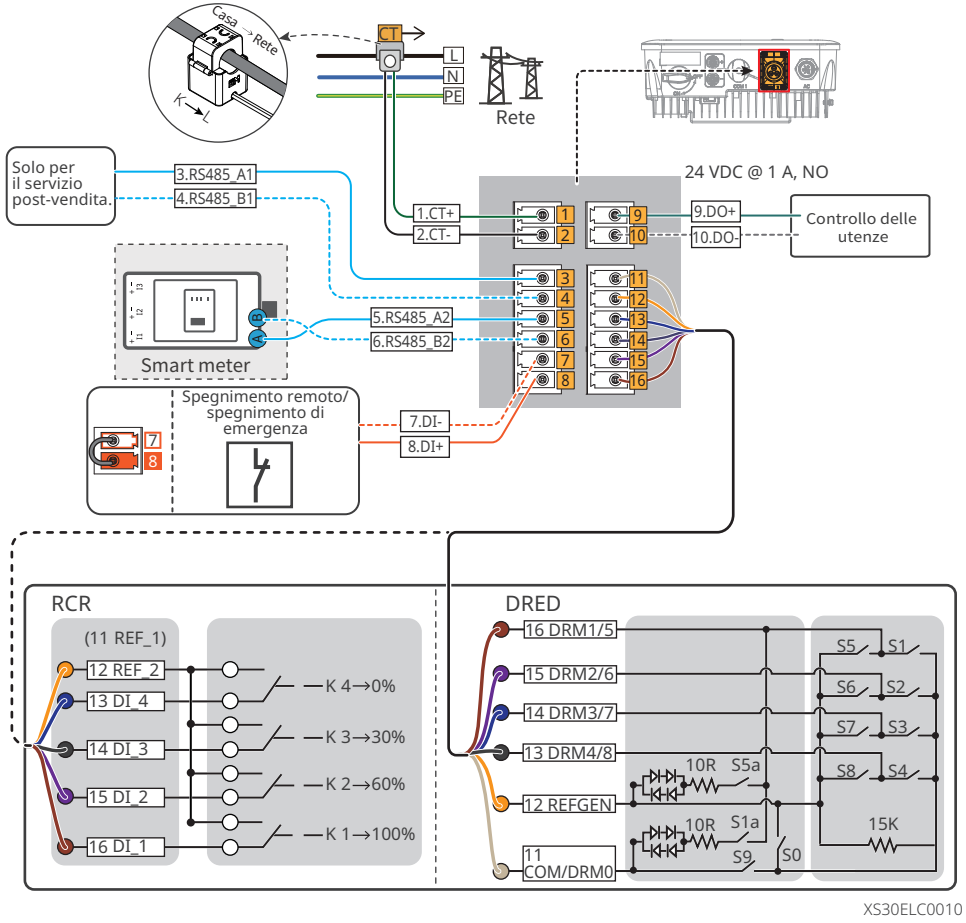 Casa → Rete
K → L
CT
L
N
PE
Rete
COM 1
AC
Solo per
il servizio
post-vendita.
3.RS485_A1
4.RS485_B1
1.CT+
2.CT-
24 VDC @ 1 A, NO
9.DO+
10.DO-
Controllo delle
utenze
1
2
3
4
5
6
7
8
9
10
11
12
13
14
15
16
I3
I2
I1
B
A
Smart meter
5.RS485_A2
6.RS485_B2
Spegnimento remoto/
spegnimento di
emergenza
7
8
7.DI-
8.DI+
RCR
(11 REF_1)
12 REF_2
13 DI_4
14 DI_3
15 DI_2
16 DI_1
K 4→0%
K 3→30%
K 2→60%
K 1→100%
DRED
16 DRM1/5
15 DRM2/6
14 DRM3/7
13 DRM4/8
12 REFGEN
11
COM/DRM0
10R
S5a
10R
S1a
S9
S0
S5
S1
S6
S2
S7
S3
S8
S4
15K
XS30ELC0010